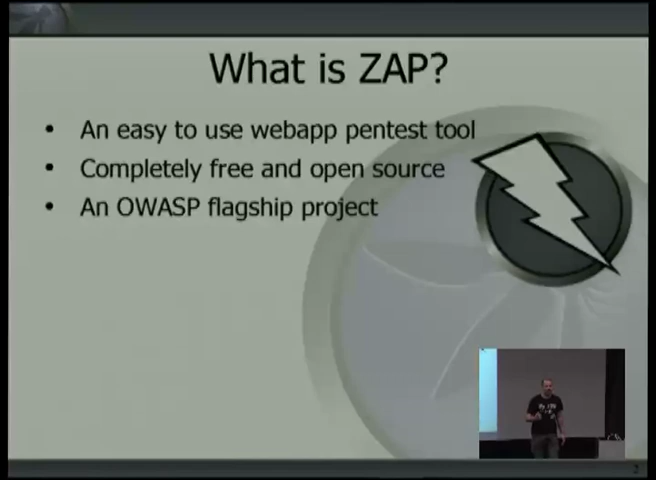 What is ZAP?
• An easy to use webapp pentest tool
• Completely free and open source
• An OWASP flagship project